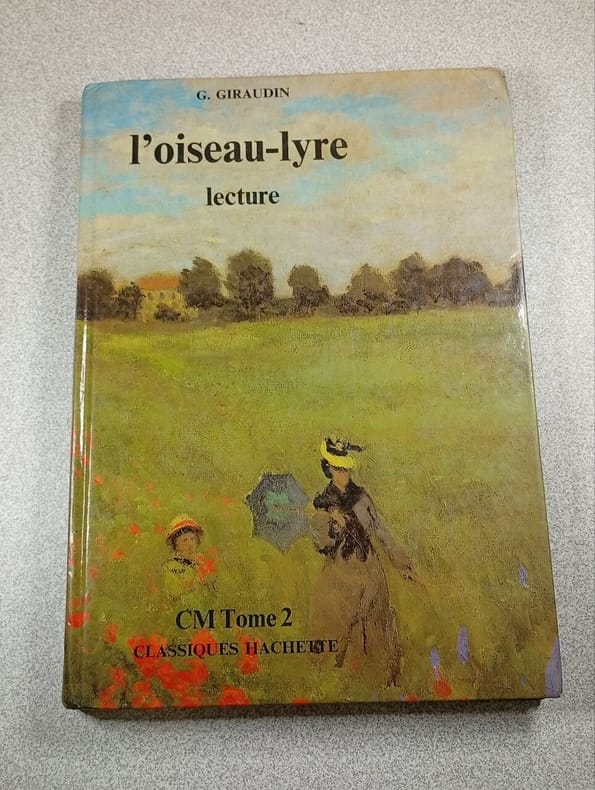 G. GIRAUDIN
l'oiseau-lyre
lecture
CM Tome 2
CLASSIQUES HACHETTE